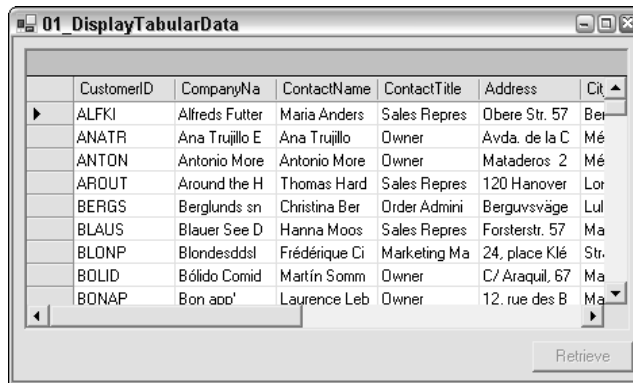 01_DisplayTabularData
CustomerID CompanyNa ContactName ContactTitle Address Cit
ALFKI Alfreds Futter Maria Anders Sales Repres Obere Str. 57 Ber
ANATR Ana Trujillo E Ana Trujillo Owner Avda. de la C Mé
ANTON Antonio More Antonio More Owner Mataderos 2 Mé
AROUT Around the H Thomas Hard Sales Repres 120 Hanover Lon
BERGS Berglunds sn Christina Ber Order Admini Berguvsväge Lul
BLAUS Blauer See D Hanna Moos Sales Repres Forsterstr. 57 Ma
BLONP Blondesddsl Frédérique Ci Marketing Ma 24, place Klé Str
BOLID Bólido Comid Martín Somm Owner C/ Araquil, 67 Ma
BONAP Bon app' Laurence Leb Owner 12, rue des B Ma
Retrieve